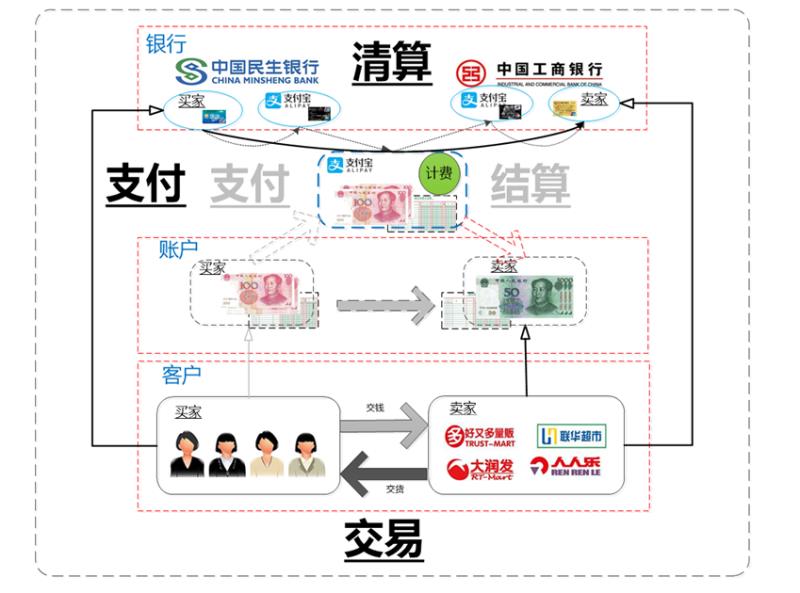 银行
清算
中国民生银行
CHINA MINSHENG BANK
中国工商银行
INDUSTRIAL AND COMMERCIAL BANK OF CHINA
买家
支付宝
ALIPAY
支付宝
ALIPAY
卖家
支付
支付
支付宝
ALIPAY
计费
结算
100
账户
买家
100
卖家
50
客户
买家
交钱
交货
卖家
好又多量贩
TRUST-MART
联华超市
大润发
RT-Mart
人人乐
REN REN LE
交易